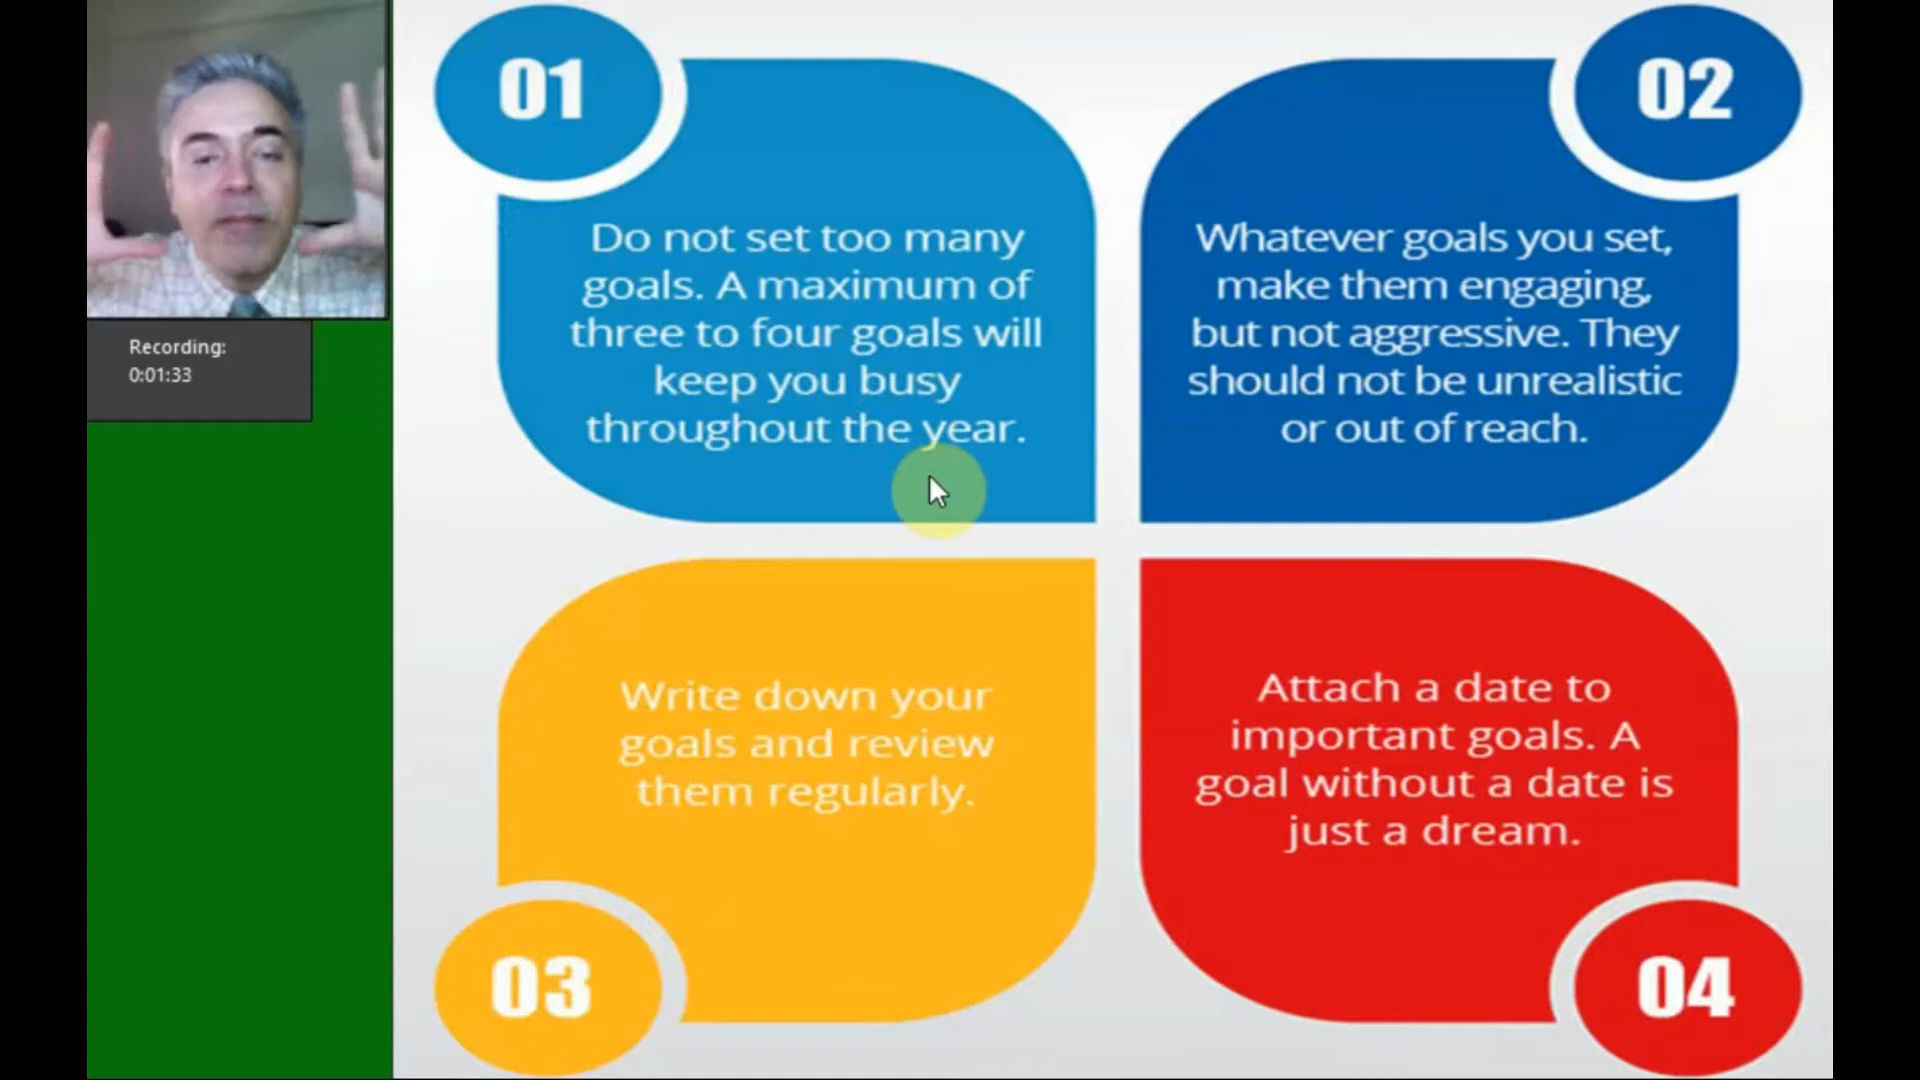 Recording:
0:01:33
01
Do not set too many
goals. A maximum of
three to four goals will
keep you busy
throughout the year.
02
Whatever goals you set,
make them engaging,
but not aggressive. They
should not be unrealistic
or out of reach.
Write down your
goals and review
them regularly.
03
Attach a date to
important goals. A
goal without a date is
just a dream.
04